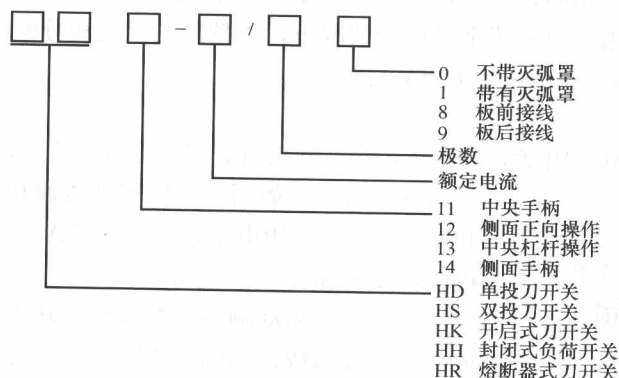 - /
0 不带灭弧罩
1 带有灭弧罩
8 板前接线
9 板后接线
极数
额定电流
11 中央手柄
12 侧面正向操作
13 中央杠杆操作
14 侧面手柄
HD 单投刀开关
HS 双投刀开关
HK 开启式刀开关
HH 封闭式负荷开关
HR 熔断器式刀开关